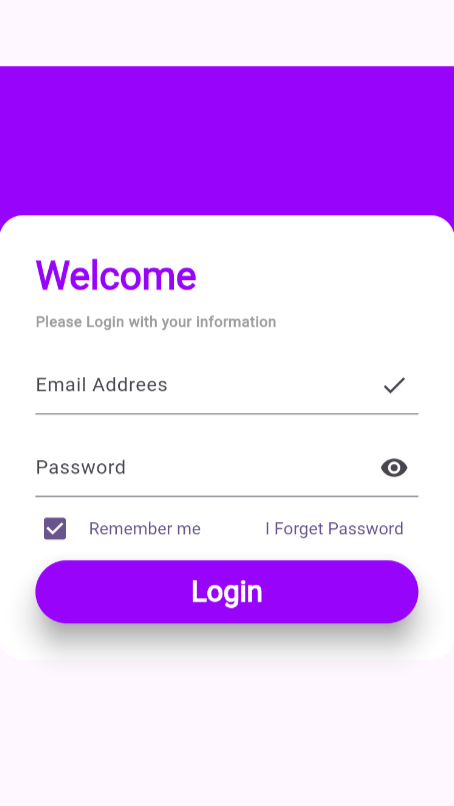 Welcome
Please Login with your information
Email Addrees
Password
Remember me
I Forget Password
Login